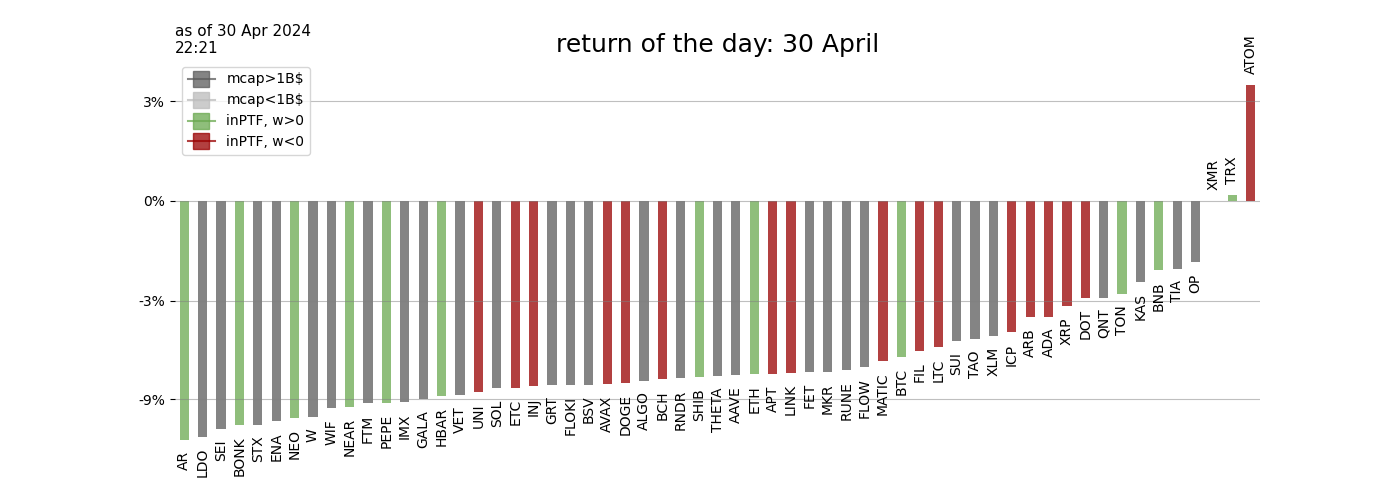 as of 30 Apr 2024
22:21
return of the day: 30 April
mcap>1B$
mcap<1B$
inPTF, w>0
inPTF, w<0
3%
0%
-3%
-9%
AR
LDO
SEI
BONK
STX
ENA
NEO
W
WIF
NEAR
FTM
PEPE
IMX
GALA
HBAR
VET
UNI
SOL
ETC
INJ
GRT
FLOKI
BSV
AVAX
DOGE
ALGO
BCH
RNDR
SHIB
THETA
AAVE
ETH
APT
LINK
FET
MKR
RUNE
FLOW
MATIC
BTC
FIL
LTC
SUI
TAO
XLM
ICP
ARB
ADA
XRP
DOT
QNT
TON
KAS
BNB
TIA
OP
XMR
TRX
ATOM